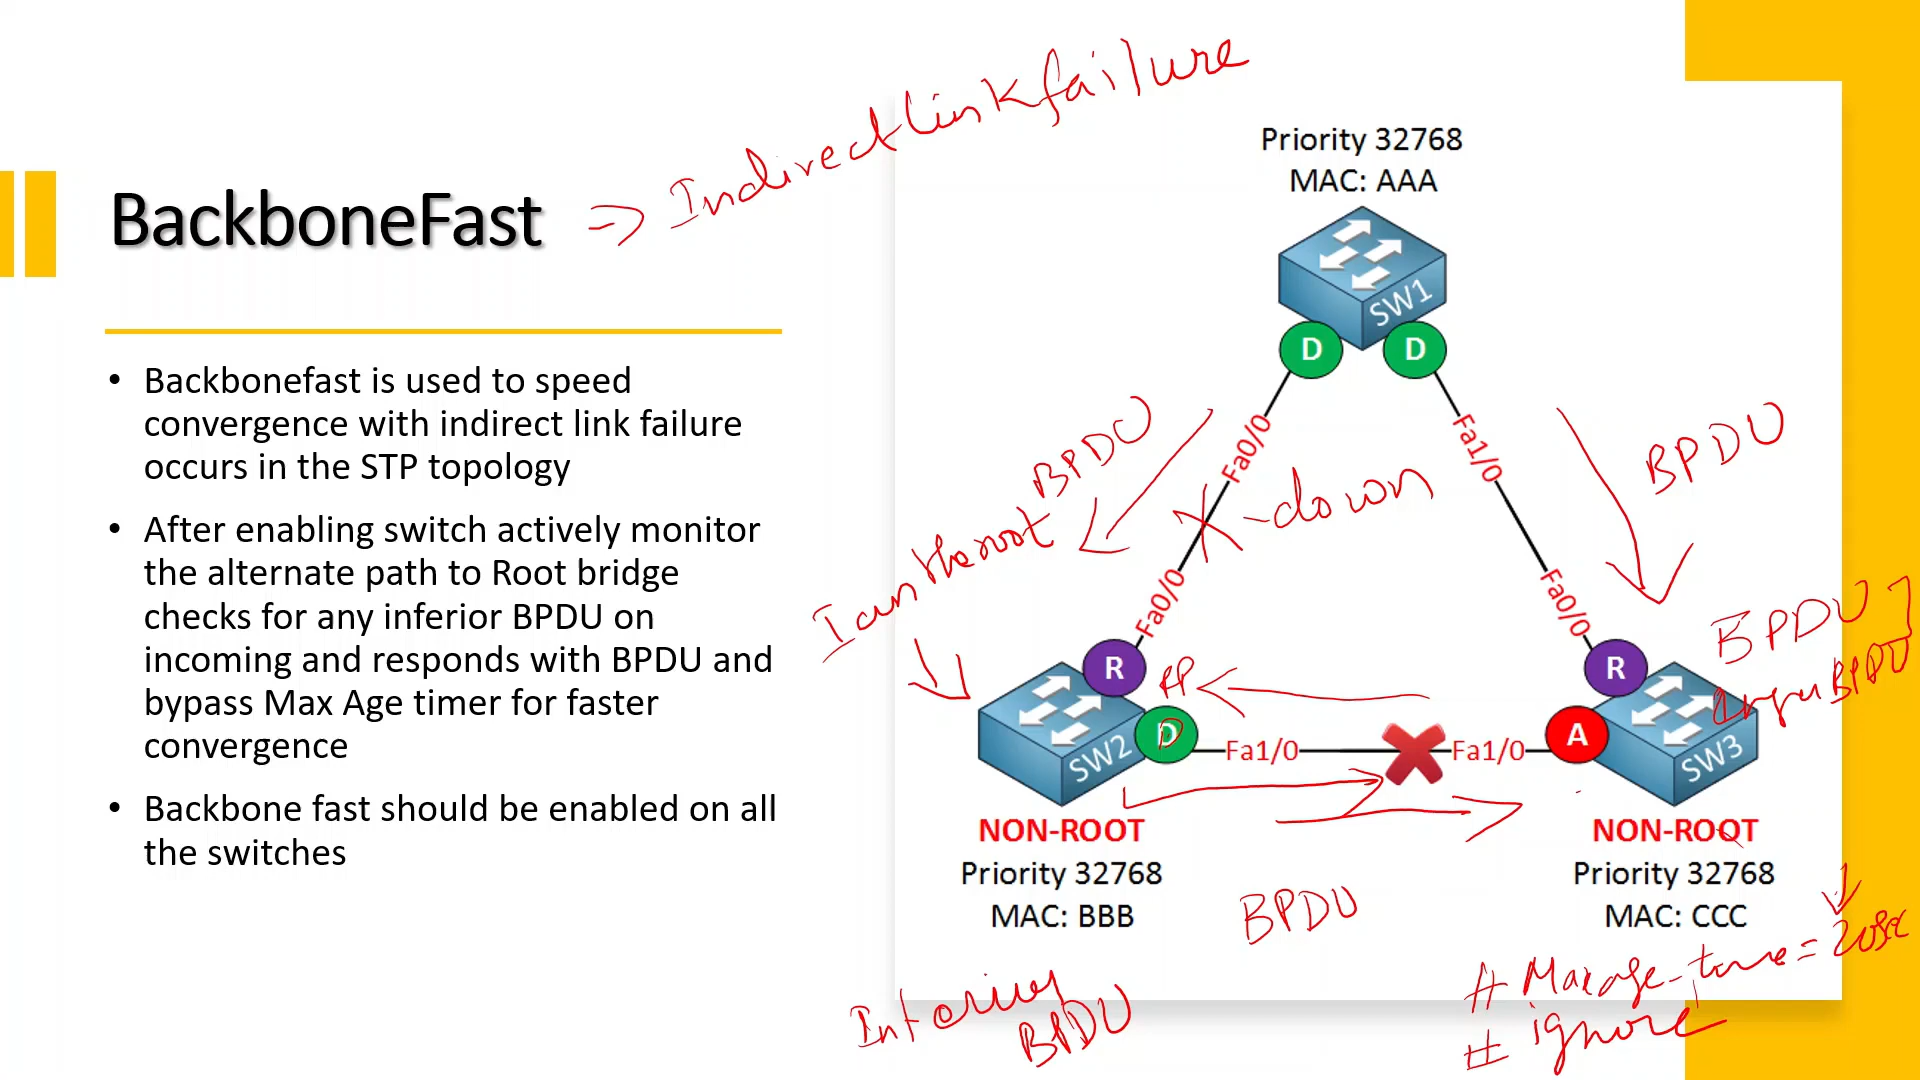 Indirect link failure
BackboneFast =>
• Backbonefast is used to speed
convergence with indirect link failure
occurs in the STP topology
• After enabling switch actively monitor
the alternate path to Root bridge
checks for any inferior BPDU on
incoming and responds with BPDU and
bypass Max Age timer for faster
convergence
• Backbone fast should be enabled on all
the switches
Priority 32768
MAC: AAA
SW1
D
D
Fa0/0
Fa1/0
BPDU
BPDU
X-down
I am the root
Fa0/0
Fa0/0
BPDU
BPDU
R
RP
R
D
Fa1/0
Fa1/0
A
SW2
SW3
NON-ROOT
Priority 32768
MAC: BBB
NON-ROOT
Priority 32768
MAC: CCC
BPDU
Inferior
BPDU
# Maxage-time = 20sec
# ignore